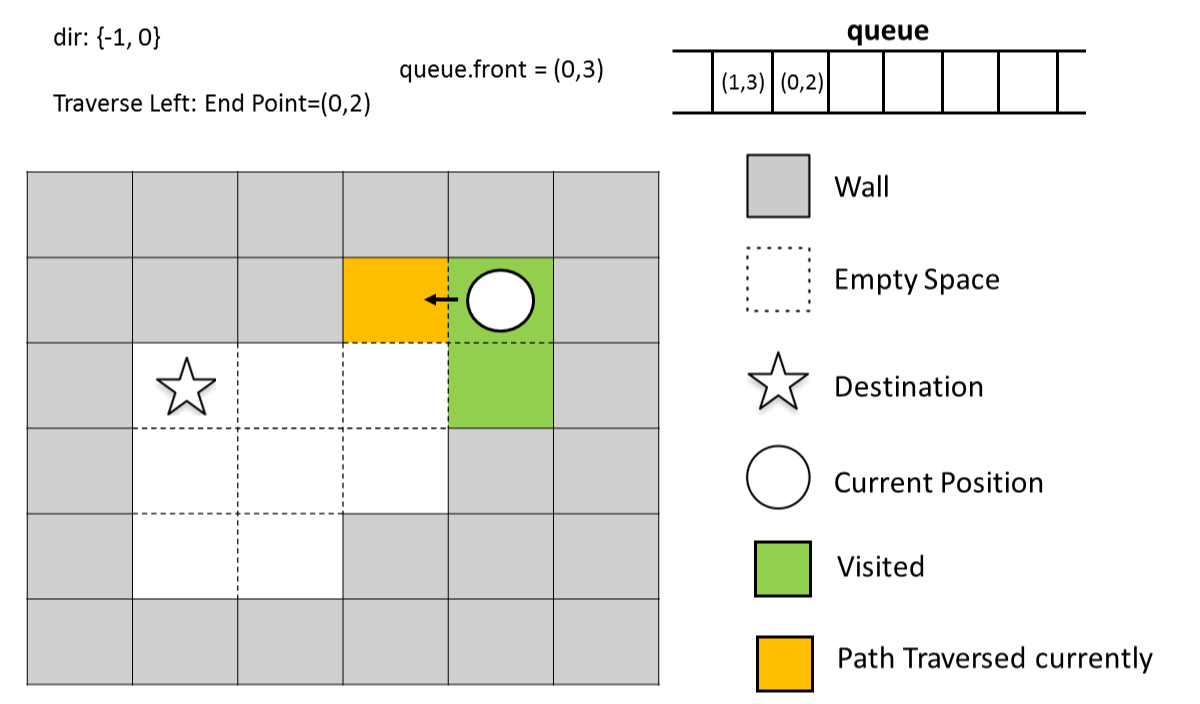 dir: {-1, 0}
queue.front = (0,3)
Traverse Left: End Point=(0,2)
queue
(1,3) (0,2)
Wall
Empty Space
Destination
Current Position
Visited
Path Traversed currently